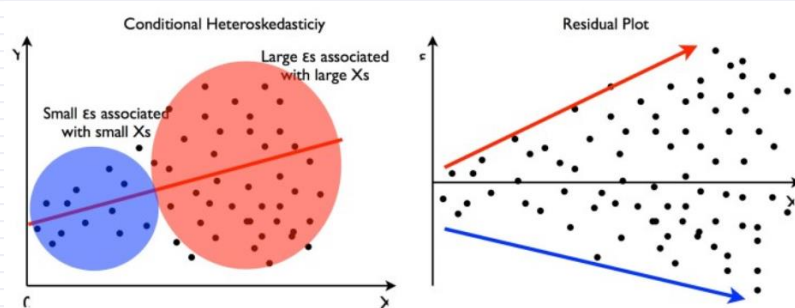 Conditional Heteroskedasticiy
Residual Plot
Y
Large εs associated
with large Xs
Small εs associated
with small Xs
ε
X
X